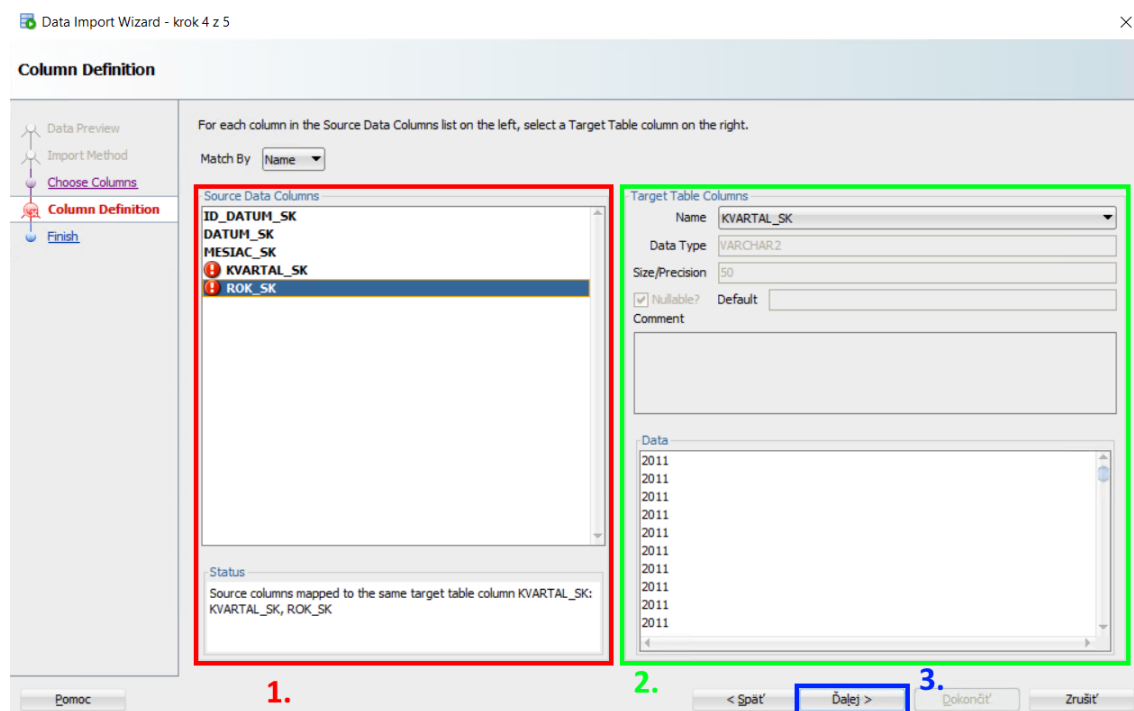 Data Import Wizard - krok 4 z 5
Column Definition
Data Preview
Import Method
Choose Columns
Column Definition
Finish
For each column in the Source Data Columns list on the left, select a Target Table column on the right.
Match By Name
Source Data Columns
ID_DATUM_SK
DATUM_SK
MESIAC_SK
KVARTAL_SK
ROK_SK
Status
Source columns mapped to the same target table column KVARTAL_SK:
KVARTAL_SK, ROK_SK
1.
Target Table Columns
Name KVARTAL_SK
Data Type VARCHAR2
Size/Precision 50
Nullable? Default
Comment
Data
2011
2011
2011
2011
2011
2011
2011
2011
2011
2011
2.
3.
Pomoc
< Späť
Ďalej >
Dokončiť
Zrušiť